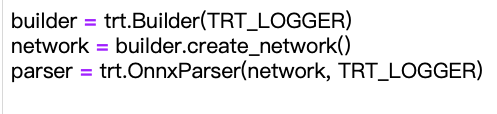 builder = trt.Builder(TRT_LOGGER)
network = builder.create_network()
parser = trt.OnnxParser(network, TRT_LOGGER)